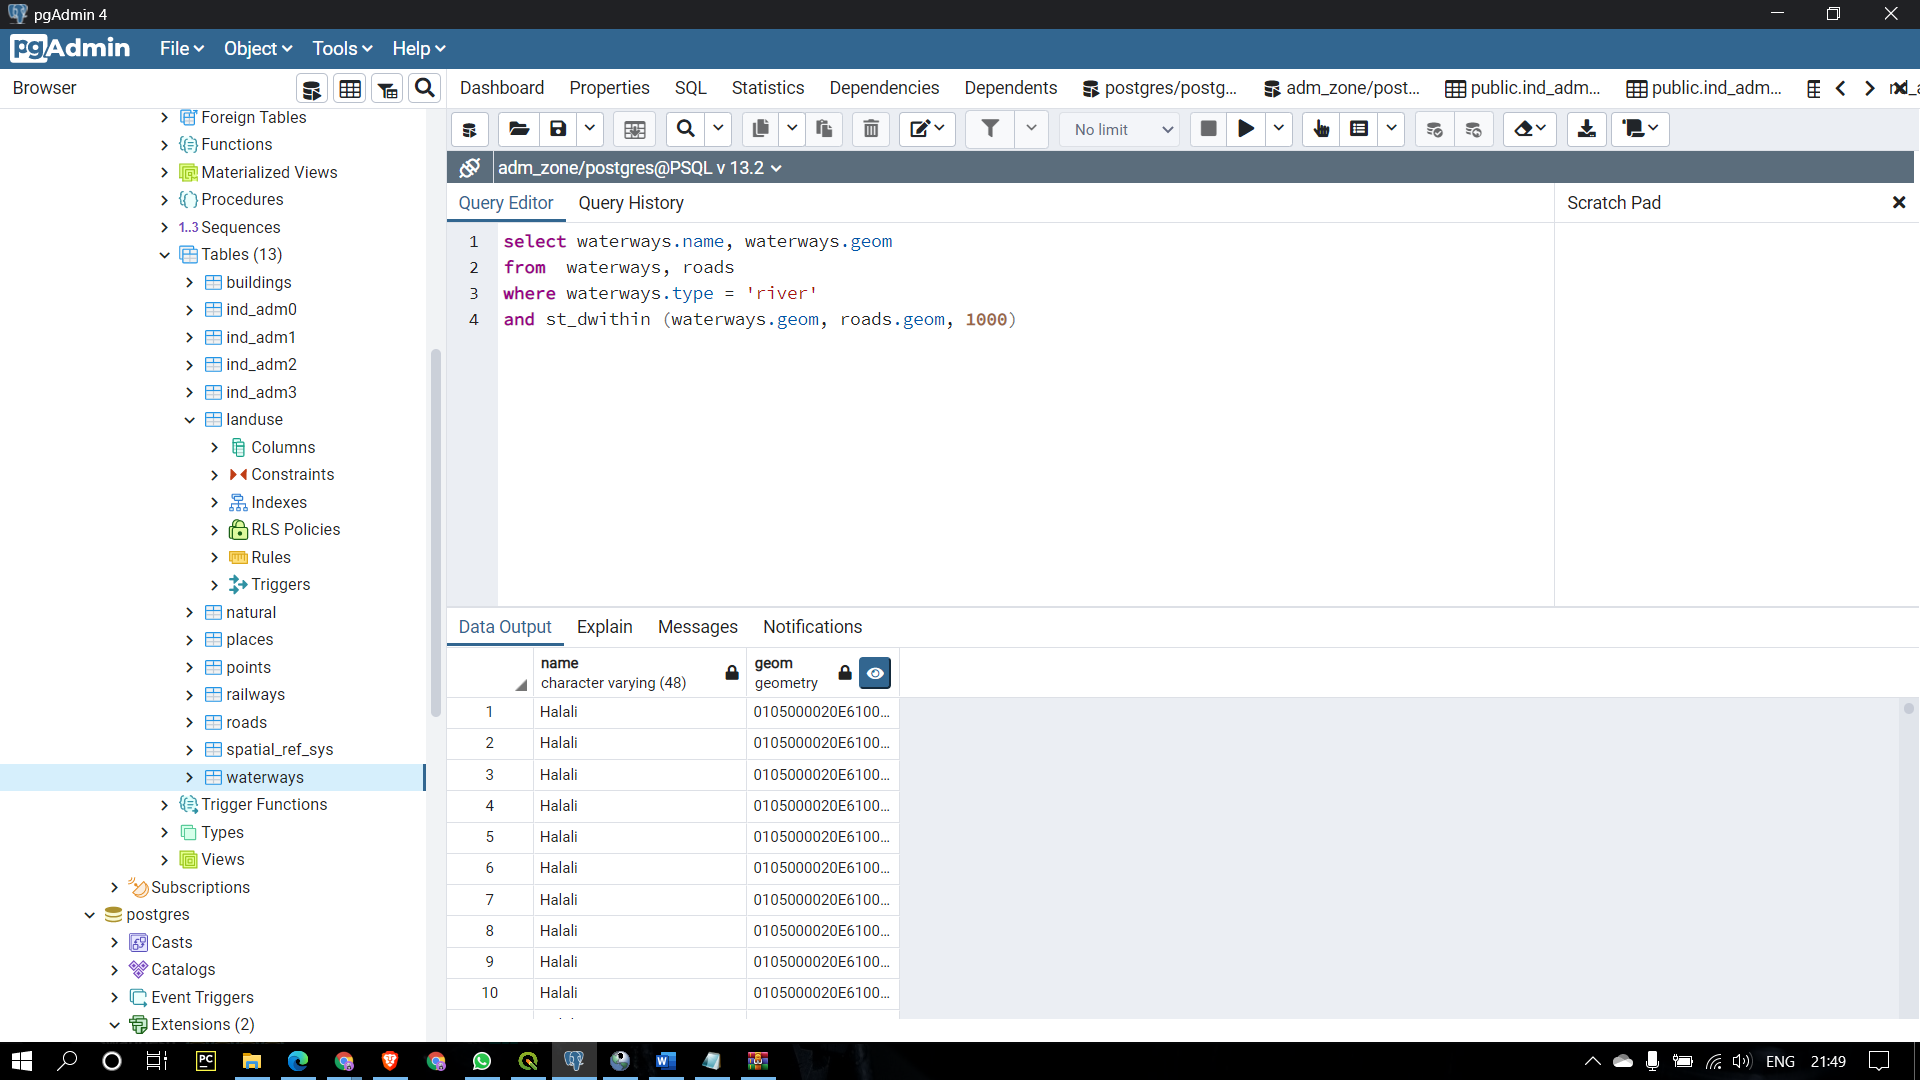 pgAdmin 4
pgAdmin File Object Tools Help
Browser
Dashboard Properties SQL Statistics Dependencies Dependents postgres/postg... adm_zone/post... public.ind_adm... public.ind_adm...
No limit
adm_zone/postgres@PSQL v 13.2
Query Editor Query History
Scratch Pad
1 select waterways.name, waterways.geom
2 from waterways, roads
3 where waterways.type = 'river'
4 and st_dwithin (waterways.geom, roads.geom, 1000)
Foreign Tables
Functions
Materialized Views
Procedures
1..3 Sequences
Tables (13)
buildings
ind_adm0
ind_adm1
ind_adm2
ind_adm3
landuse
Columns
Constraints
Indexes
RLS Policies
Rules
Triggers
natural
places
points
railways
roads
spatial_ref_sys
waterways
Trigger Functions
Types
Views
Subscriptions
postgres
Casts
Catalogs
Event Triggers
Extensions (2)
Data Output Explain Messages Notifications
name
character varying (48)
geom
geometry
1 Halali 0105000020E6100...
2 Halali 0105000020E6100...
3 Halali 0105000020E6100...
4 Halali 0105000020E6100...
5 Halali 0105000020E6100...
6 Halali 0105000020E6100...
7 Halali 0105000020E6100...
8 Halali 0105000020E6100...
9 Halali 0105000020E6100...
10 Halali 0105000020E6100...
PC
ENG 21:49